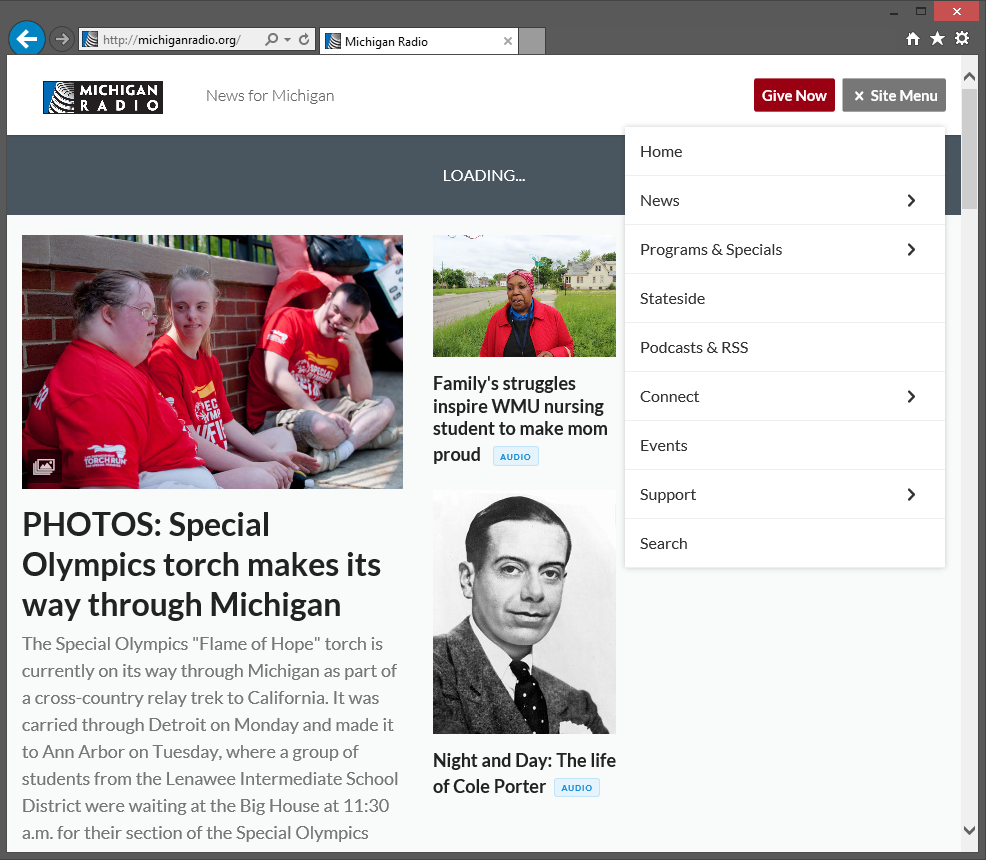 http://michiganradio.org/
Michigan Radio
MICHIGAN
RADIO
News for Michigan
Give Now
× Site Menu
LOADING...
Home
News
Programs & Specials
Stateside
Podcasts & RSS
Connect
Events
Support
Search
TORCH RUN
PHOTOS: Special
Olympics torch makes its
way through Michigan
The Special Olympics "Flame of Hope" torch is
currently on its way through Michigan as part of
a cross-country relay trek to California. It was
carried through Detroit on Monday and made it
to Ann Arbor on Tuesday, where a group of
students from the Lenawee Intermediate School
District were waiting at the Big House at 11:30
a.m. for their section of the Special Olympics
Family's struggles
inspire WMU nursing
student to make mom
proud AUDIO
Night and Day: The life
of Cole Porter AUDIO